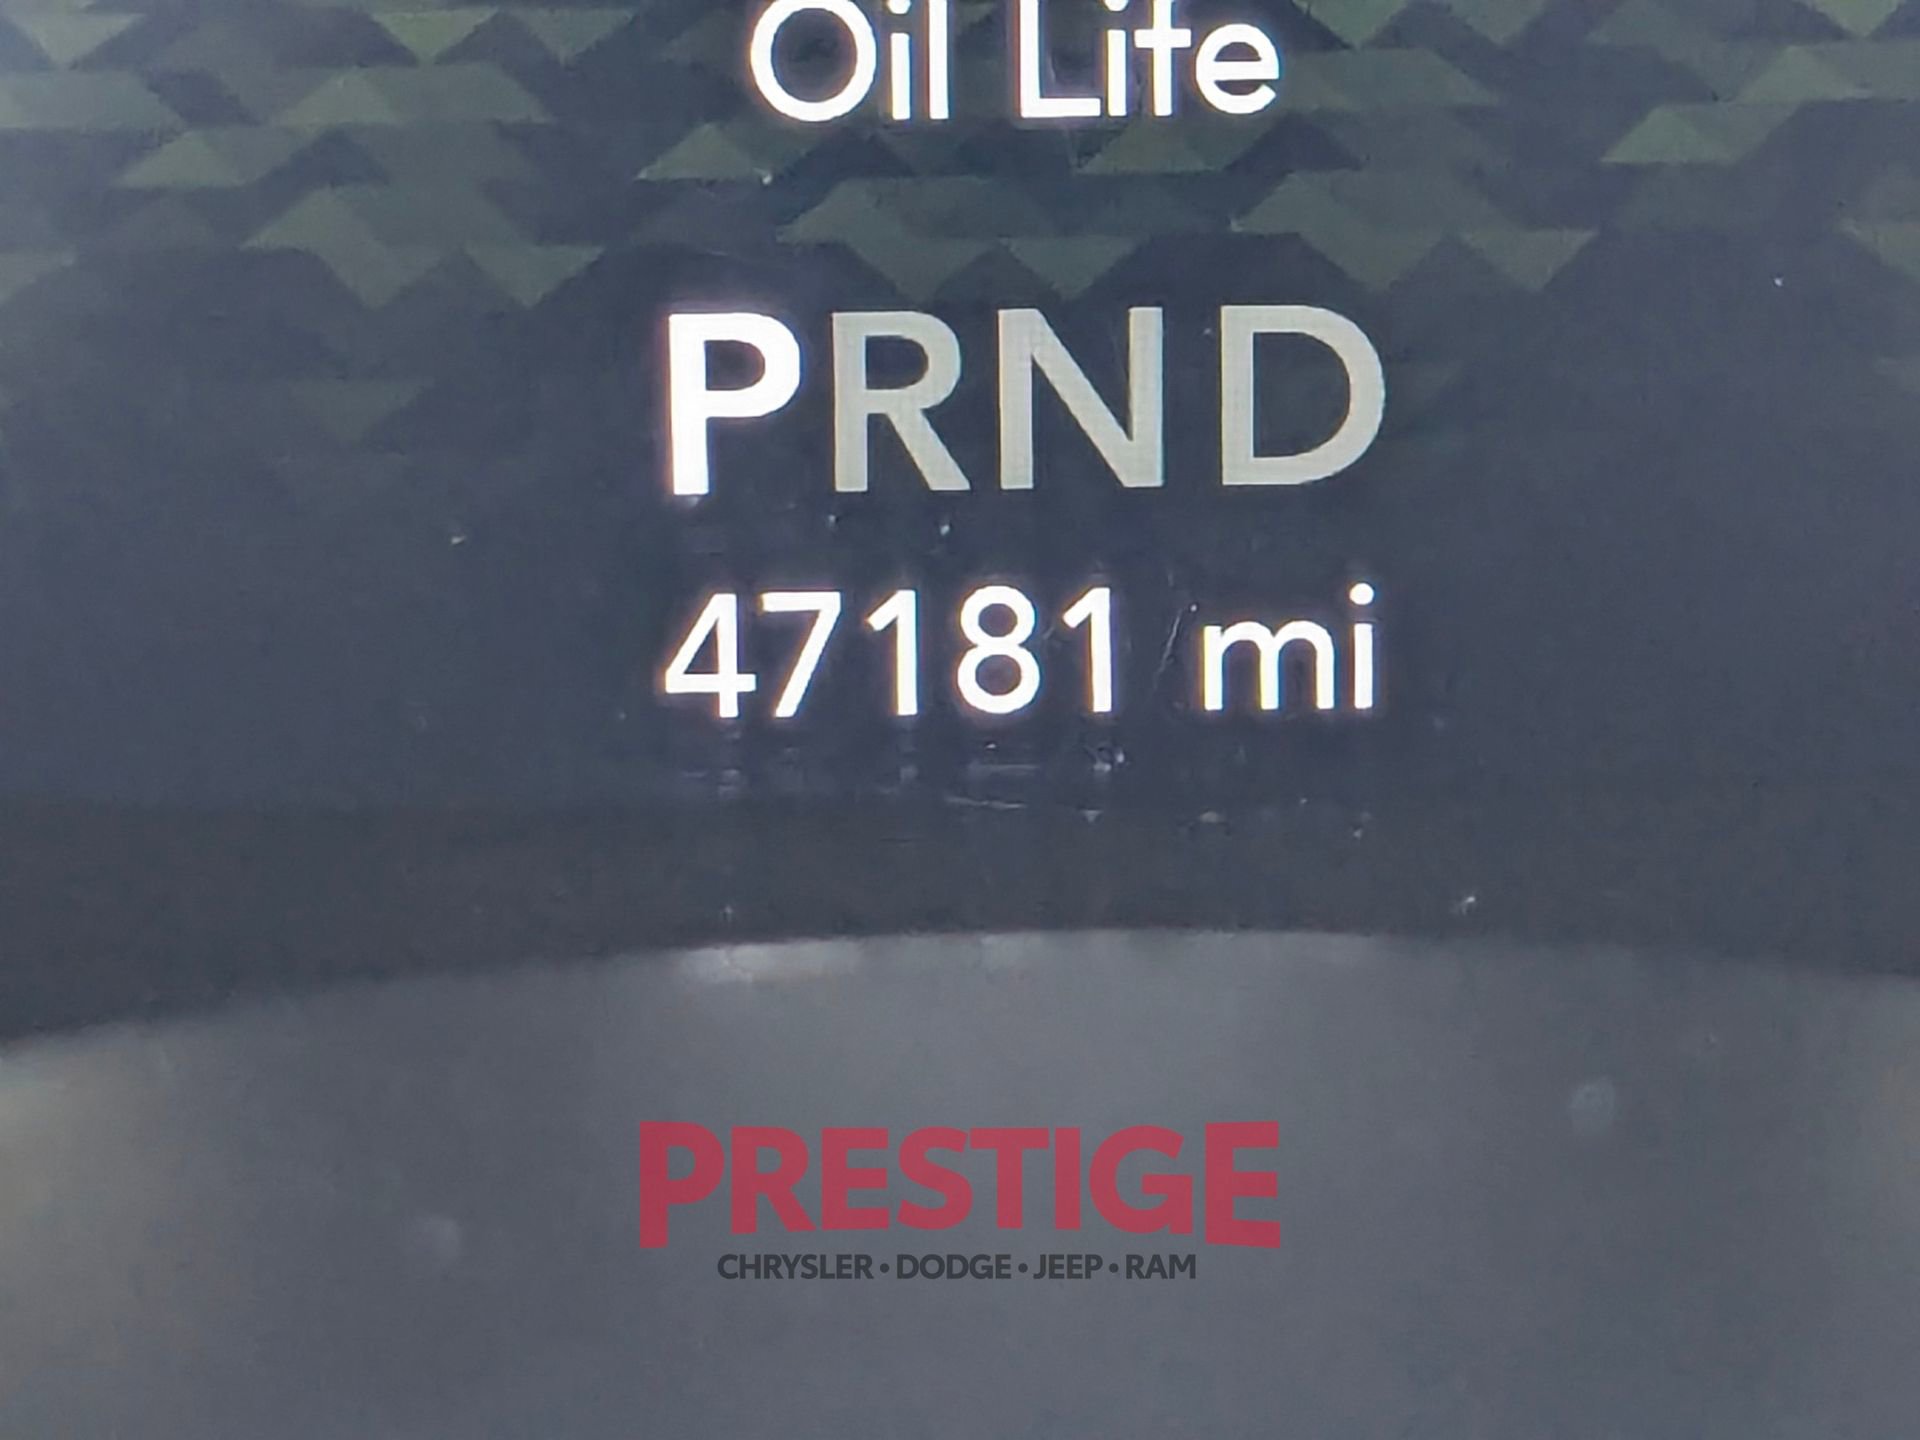 Oil Life
PRND
47181 mi
PRESTIGE
CHRYSLER • DODGE • JEEP • RAM